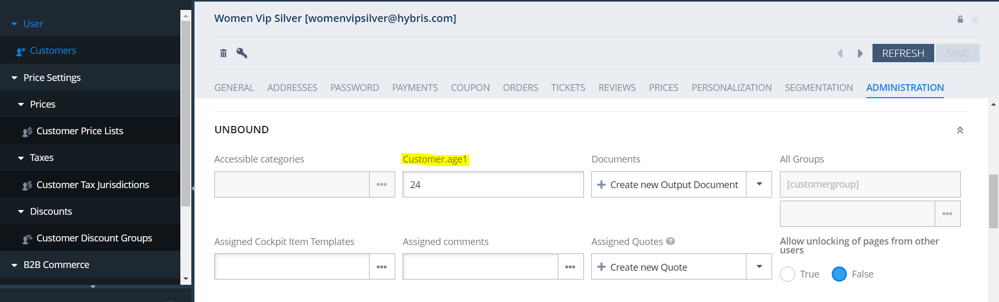 User
Customers
Price Settings
Prices
Customer Price Lists
Taxes
Customer Tax Jurisdictions
Discounts
Customer Discount Groups
B2B Commerce
Women Vip Silver [womenvipsilver@hybris.com]
REFRESH SAVE
GENERAL ADDRESSES PASSWORD PAYMENTS COUPON ORDERS TICKETS REVIEWS PRICES PERSONALIZATION SEGMENTATION ADMINISTRATION
UNBOUND
Accessible categories Customer.age1 Documents All Groups
24 Create new Output Document [customergroup]
Assigned Cockpit Item Templates Assigned comments Assigned Quotes Allow unlocking of pages from other
users
Create new Quote True False